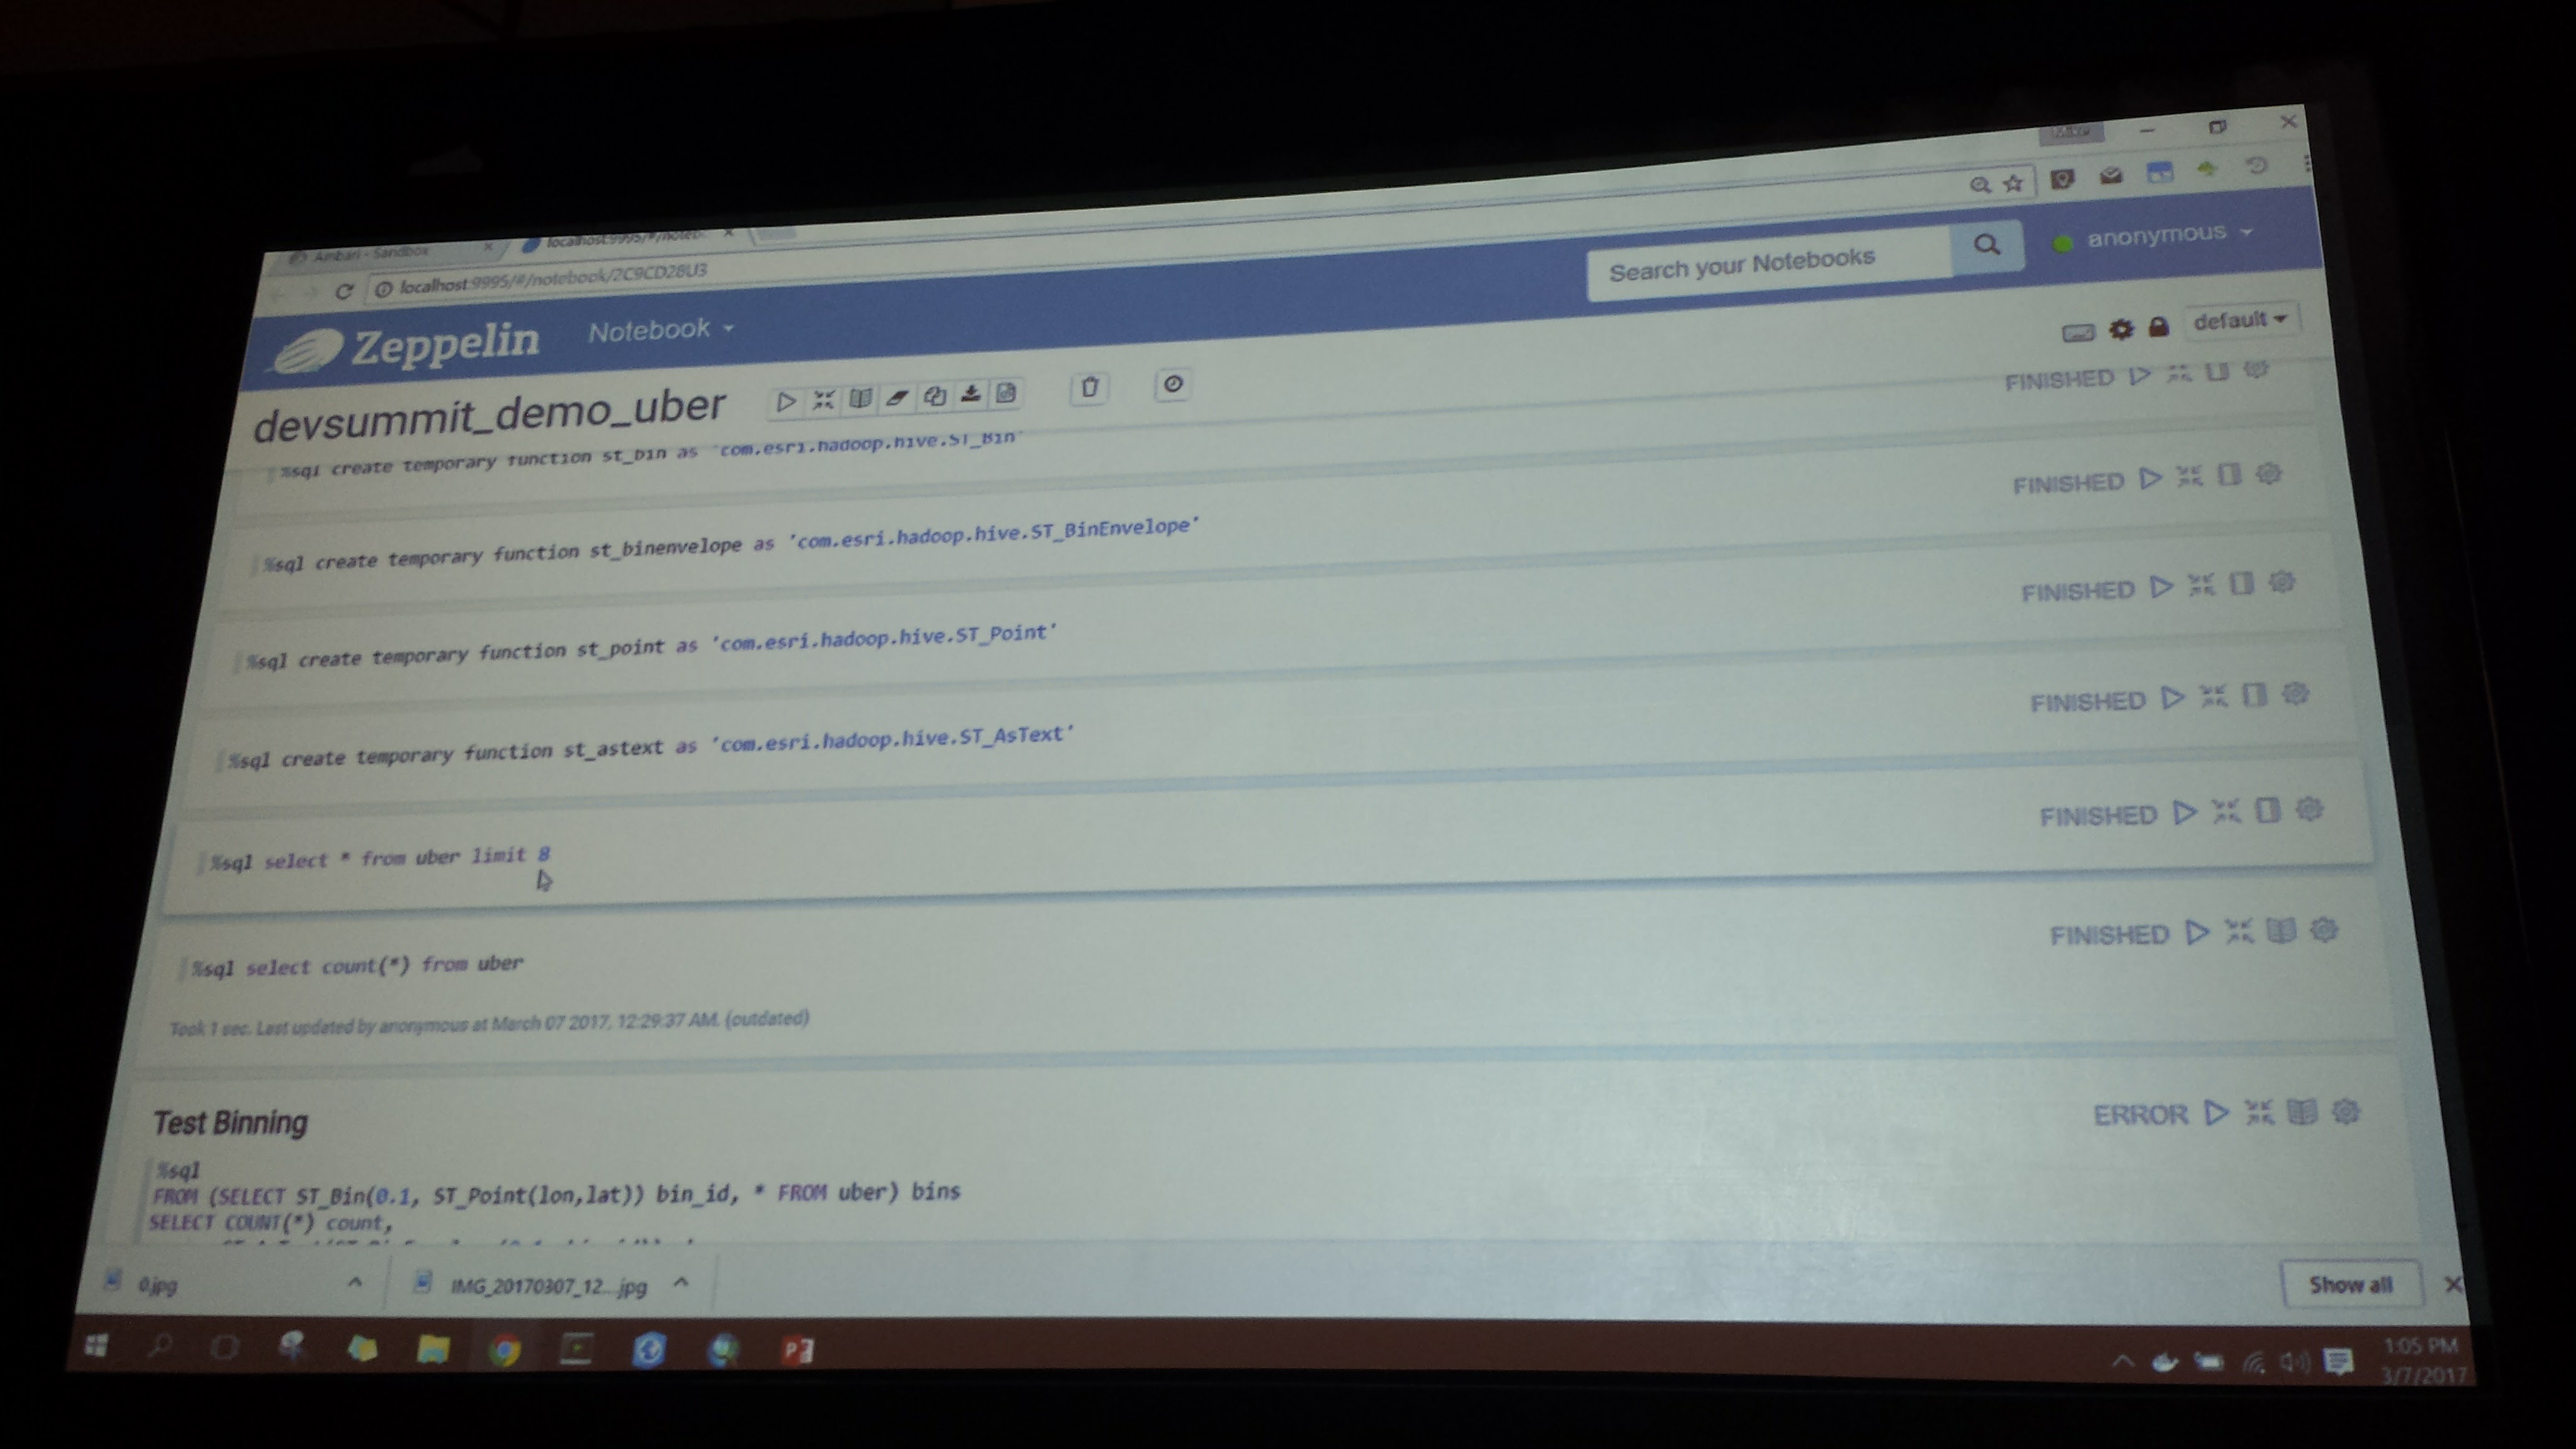 Ambari - Sandbox
localhost:9995/#/noteb
localhost:9995/#/notebook/2C9CD28U3
Zeppelin
Notebook
Search your Notebooks
anonymous
devsummit_demo_uber
default
FINISHED
%sql create temporary function st_bin as 'com.esri.hadoop.hive.ST_Bin'
FINISHED
%sql create temporary function st_binenvelope as 'com.esri.hadoop.hive.ST_BinEnvelope'
FINISHED
%sql create temporary function st_point as 'com.esri.hadoop.hive.ST_Point'
FINISHED
%sql create temporary function st_astext as 'com.esri.hadoop.hive.ST_AsText'
FINISHED
%sql select * from uber limit 8
FINISHED
%sql select count(*) from uber
Took 1 sec. Last updated by anonymous at March 07 2017, 12:29:37 AM. (outdated)
Test Binning
ERROR
%sql
FROM (SELECT ST_Bin(0.1, ST_Point(lon,lat)) bin_id, * FROM uber) bins
SELECT COUNT(*) count,
0.jpg
IMG_20170307_12....jpg
Show all
1:05 PM
3/7/2017